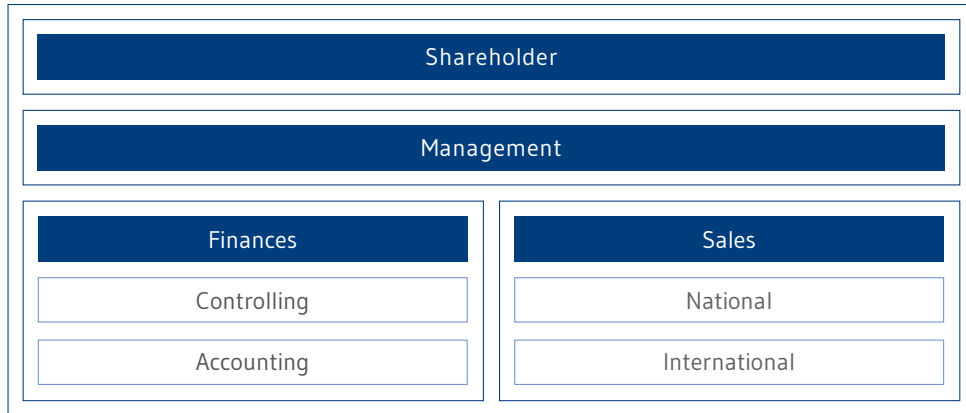 Shareholder
Management
Finances
Controlling
Accounting
Sales
National
International